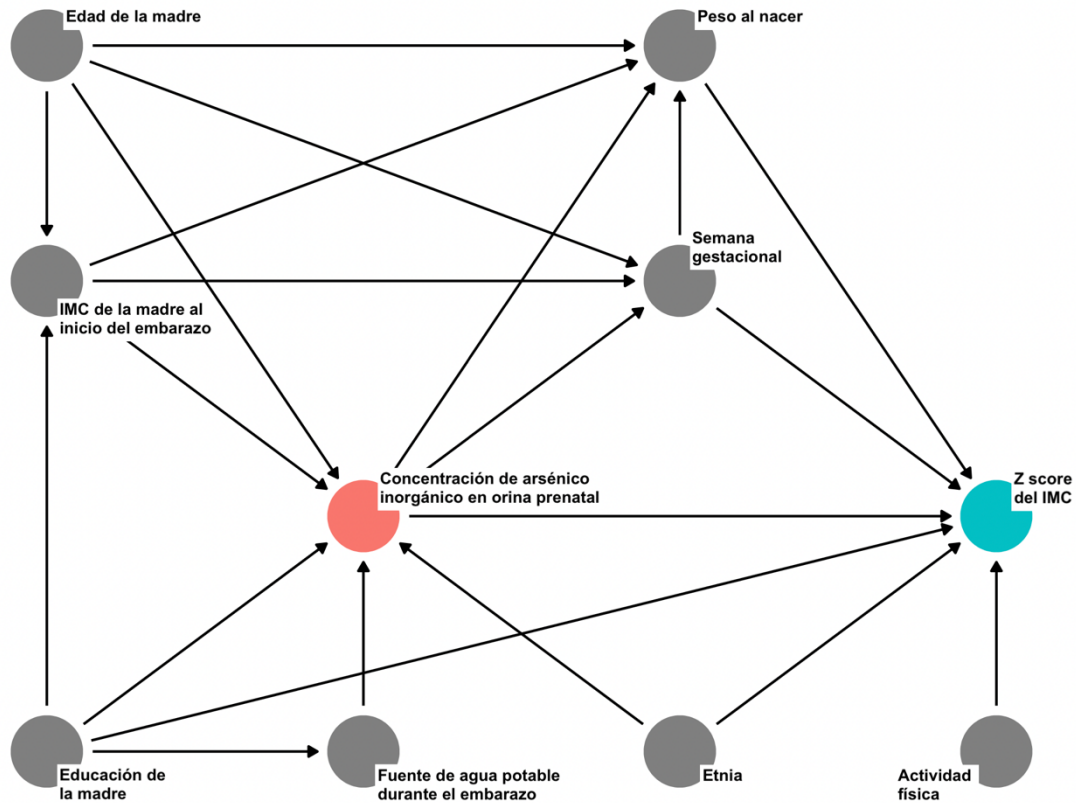 Edad de la madre
Peso al nacer
Semana
gestacional
IMC de la madre al
inicio del embarazo
Concentración de arsénico
inorgánico en orina prenatal
Z score
del IMC
Educación de
la madre
Fuente de agua potable
durante el embarazo
Etnia
Actividad
física